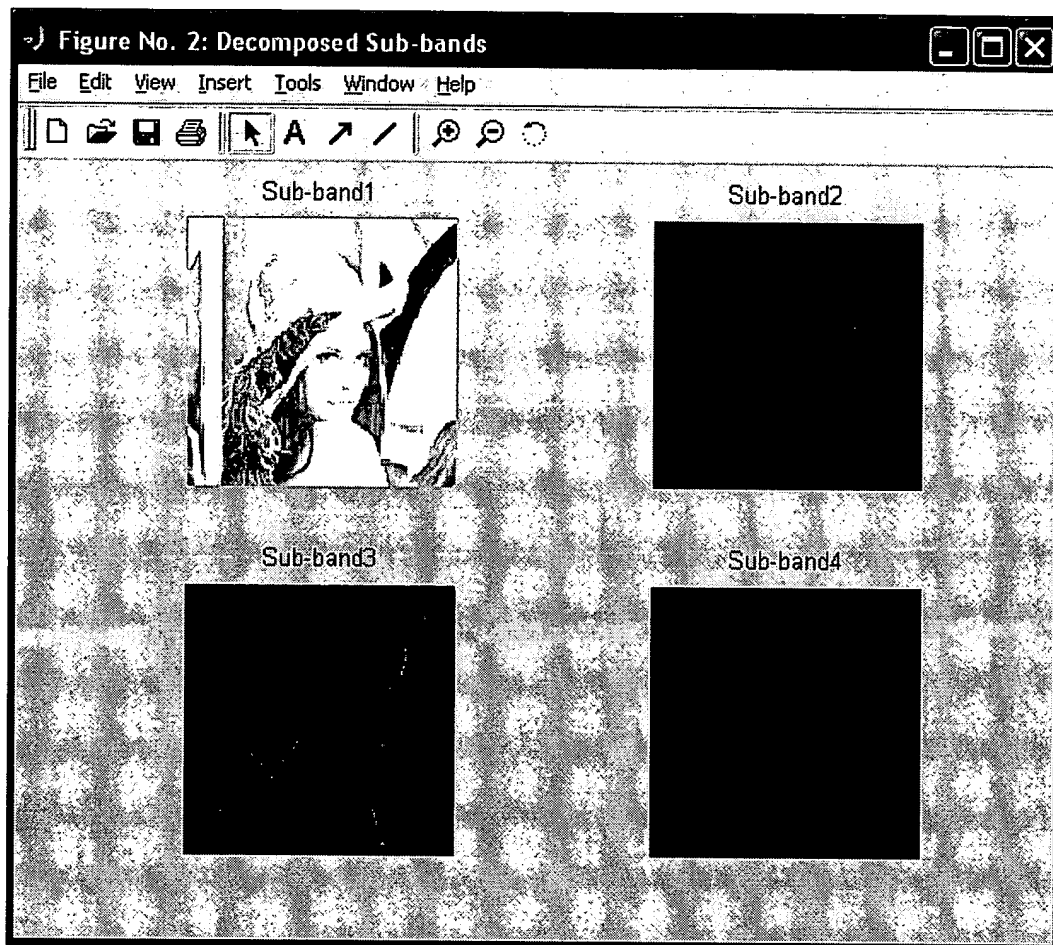 Figure No. 2: Decomposed Sub-bands
File Edit View Insert Tools Window Help
A
Sub-band1
Sub-band2
Sub-band3
Sub-band4